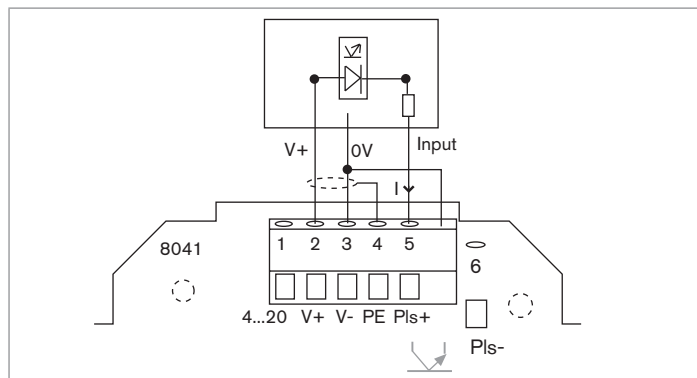 V+
0V
Input
I
8041
1 2 3 4 5
6
4...20 V+ V- PE Pls+
Pls-